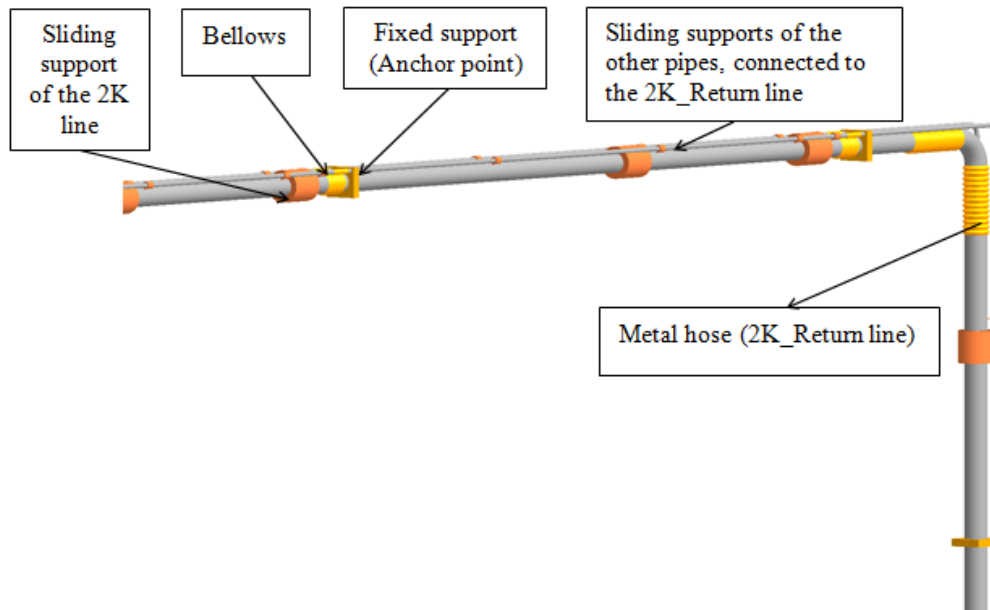 Sliding
support
of the 2K
line
Bellows
Fixed support
(Anchor point)
Sliding supports of the
other pipes, connected to
the 2K_Return line
Metal hose (2K_Return line)